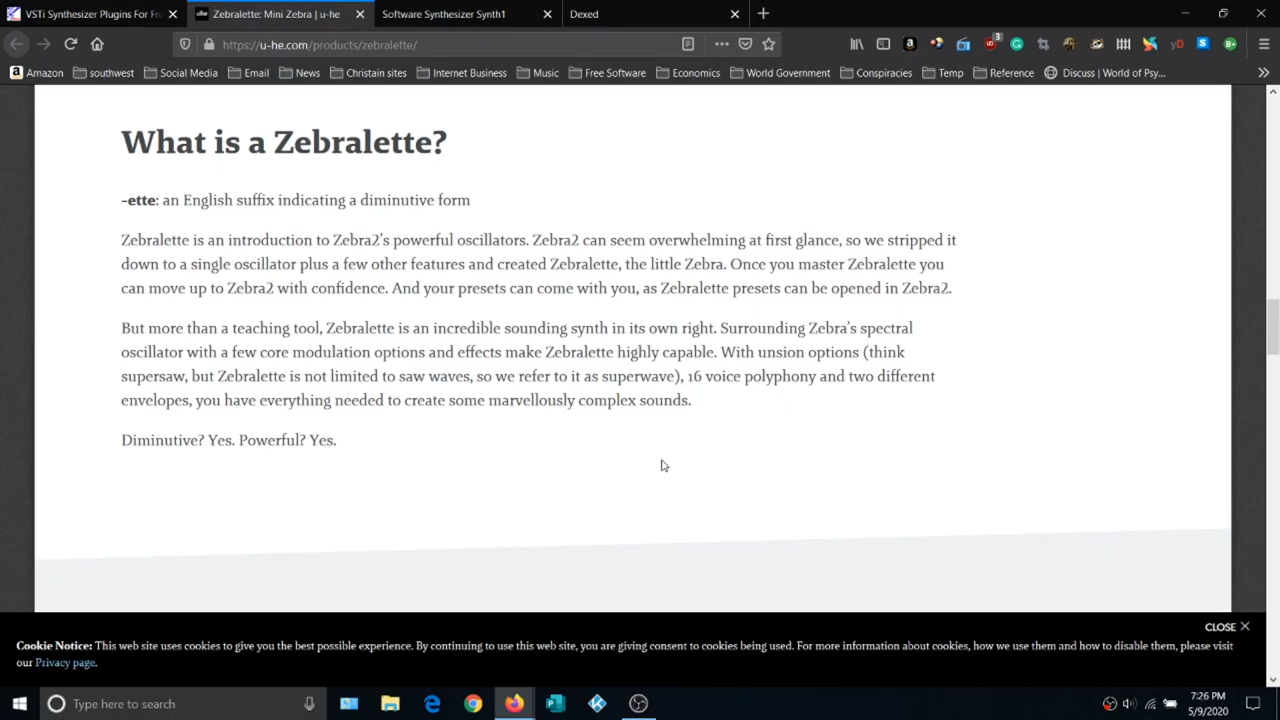 VSTi Synthesizer Plugins For Fr
Zebralette: Mini Zebra | u-he
Software Synthesizer Synth1
Dexed
https://u-he.com/products/zebralette/
Amazon
southwest
Social Media
Email
News
Christain sites
Internet Business
Music
Free Software
Economics
World Government
Conspiracies
Temp
Reference
Discuss | World of Psy...
What is a Zebralette?
-ette: an English suffix indicating a diminutive form
Zebralette is an introduction to Zebra2's powerful oscillators. Zebra2 can seem overwhelming at first glance, so we stripped it
down to a single oscillator plus a few other features and created Zebralette, the little Zebra. Once you master Zebralette you
can move up to Zebra2 with confidence. And your presets can come with you, as Zebralette presets can be opened in Zebra2.
But more than a teaching tool, Zebralette is an incredible sounding synth in its own right. Surrounding Zebra's spectral
oscillator with a few core modulation options and effects make Zebralette highly capable. With unsion options (think
supersaw, but Zebralette is not limited to saw waves, so we refer to it as superwave), 16 voice polyphony and two different
envelopes, you have everything needed to create some marvellously complex sounds.
Diminutive? Yes. Powerful? Yes.
CLOSE
Cookie Notice: This web site uses cookies to give you the best possible experience. By continuing to use this web site, you are giving consent to cookies being used. For more information about cookies, how we use them and how to disable them, please visit
our Privacy page.
Type here to search
7:26 PM
5/9/2020